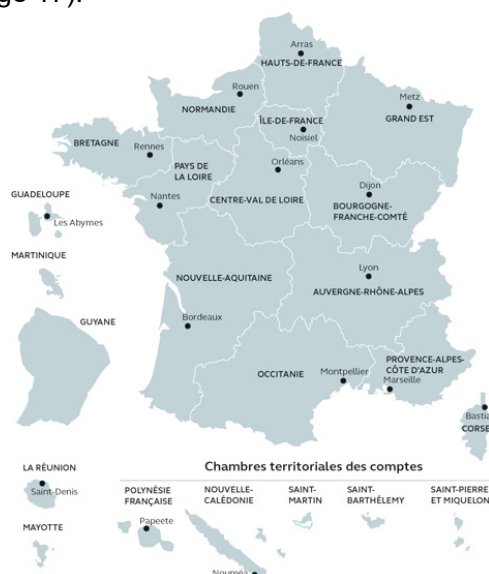 Arras
HAUTS-DE-FRANCE
Rouen
NORMANDIE
Metz
GRAND EST
ÎLE-DE-FRANCE
Noisiel
BRETAGNE
Rennes
PAYS DE
LA LOIRE
Orléans
Nantes
CENTRE-VAL DE LOIRE
Dijon
BOURGOGNE-
FRANCHE-COMTÉ
GUADELOUPE
Les Abymes
MARTINIQUE
NOUVELLE-AQUITAINE
Lyon
AUVERGNE-RHÔNE-ALPES
GUYANE
Bordeaux
OCCITANIE
Montpellier
PROVENCE-ALPES-
CÔTE D'AZUR
Marseille
Bastia
CORSE
LA RÉUNION
Saint-Denis
MAYOTTE
Chambres territoriales des comptes
POLYNÉSIE
FRANÇAISE
Papeete
NOUVELLE-
CALÉDONIE
Nouméa
SAINT-
MARTIN
SAINT-
BARTHÉLEMY
SAINT-PIERRE
ET MIQUELON